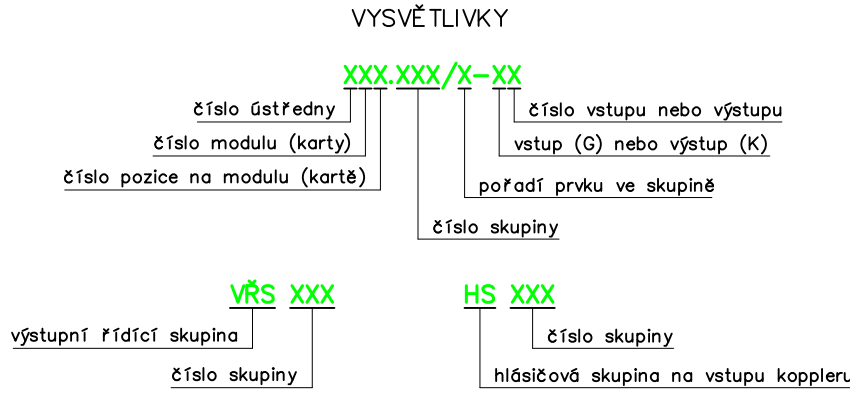 VYSVĚTLIVKY
XXX.XXX/X-XX
číslo ústředny
číslo vstupu nebo výstupu
číslo modulu (karty)
vstup (G) nebo výstup (K)
číslo pozice na modulu (kartě)
pořadí prvku ve skupině
číslo skupiny
VŘS XXX
HS XXX
výstupní řídící skupina
číslo skupiny
číslo skupiny
hlásičová skupina na vstupu koppleru